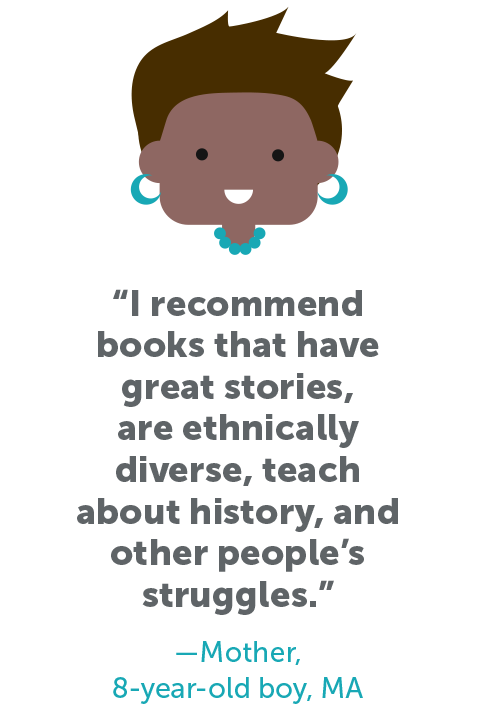 “I recommend
books that have
great stories,
are ethnically
diverse, teach
about history, and
other people’s
struggles.”
—Mother,
8-year-old boy, MA